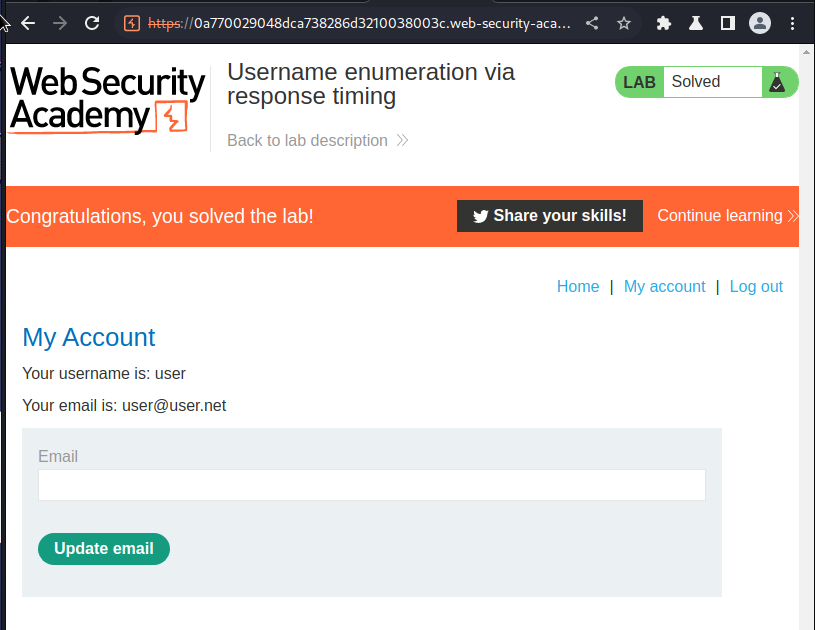 https://0a770029048dca738286d3210038003c.web-security-aca...
Web Security
Academy
Username enumeration via
response timing
Back to lab description
LAB Solved
Congratulations, you solved the lab!
Share your skills!
Continue learning
Home | My account | Log out
My Account
Your username is: user
Your email is: user@user.net
Email
Update email